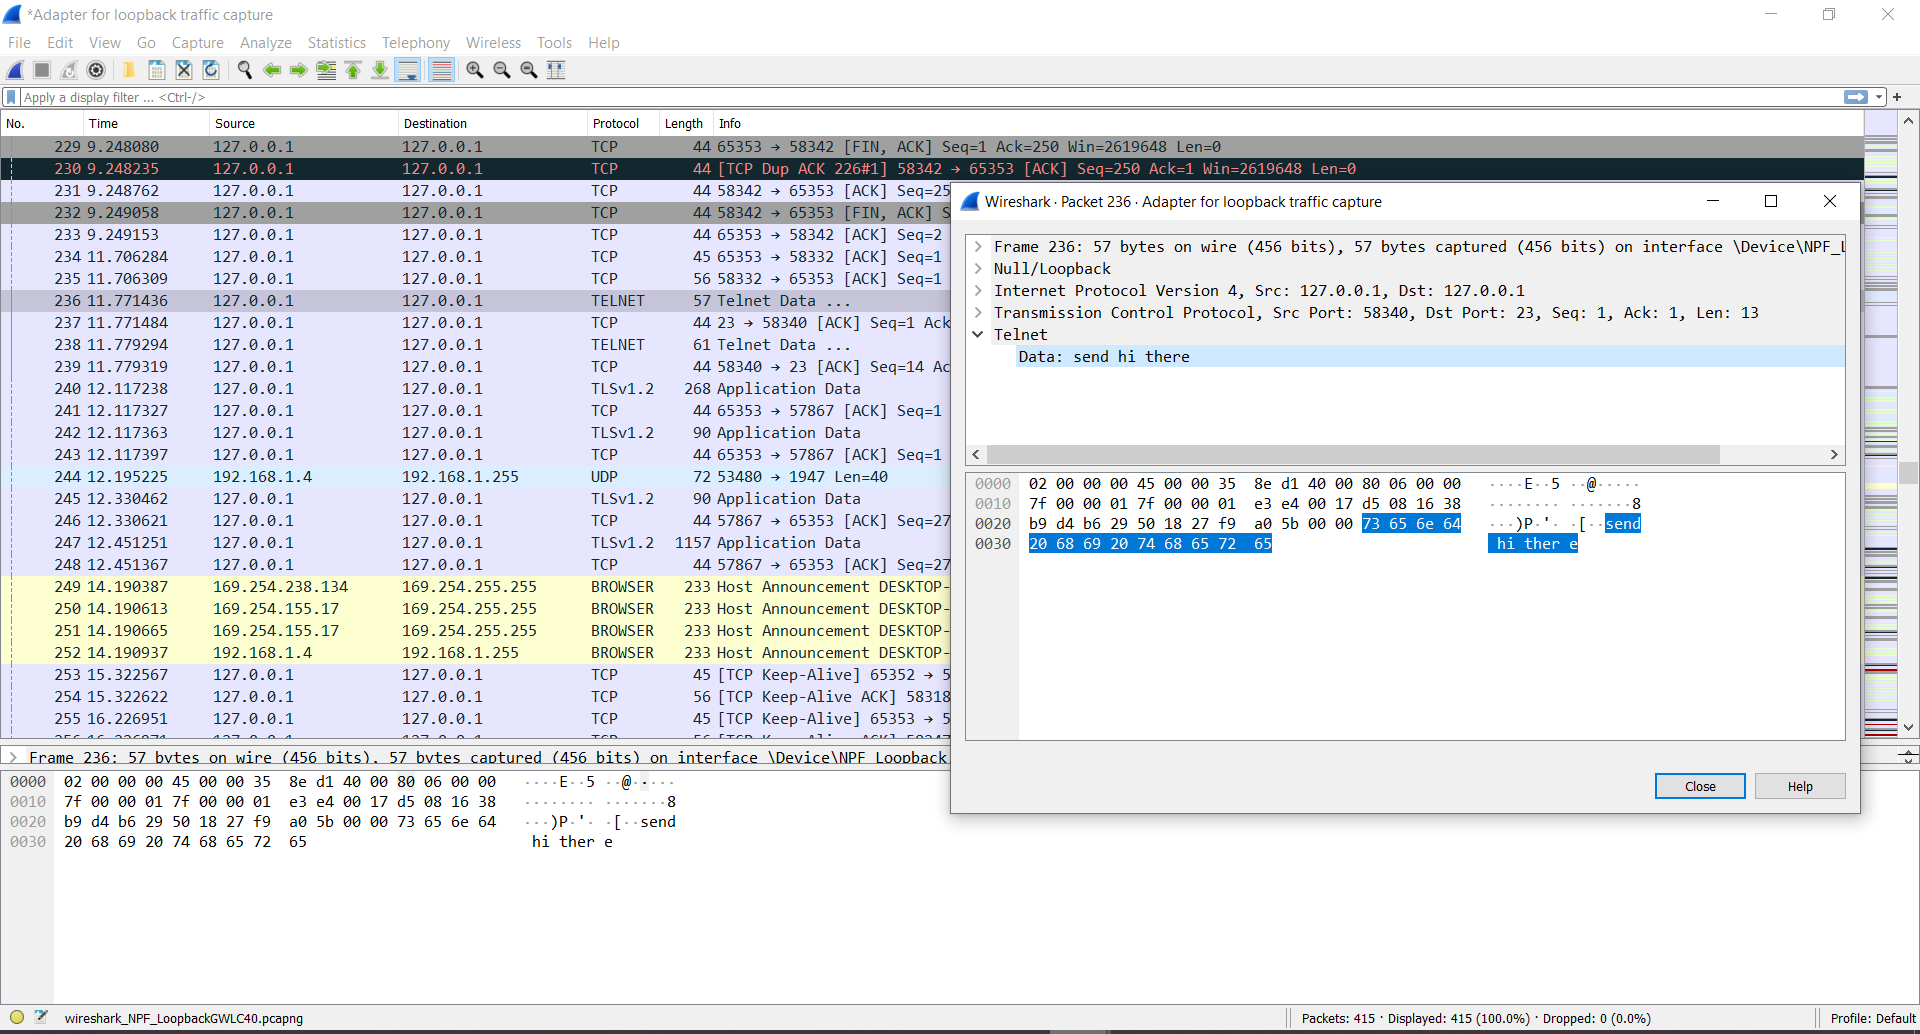 *Adapter for loopback traffic capture
File Edit View Go Capture Analyze Statistics Telephony Wireless Tools Help
Apply a display filter ... <Ctrl-/>
No. Time Source Destination Protocol Length Info
229 9.248080 127.0.0.1 127.0.0.1 TCP 44 65353 → 58342 [FIN, ACK] Seq=1 Ack=250 Win=2619648 Len=0
230 9.248235 127.0.0.1 127.0.0.1 TCP 44 [TCP Dup ACK 226#1] 58342 → 65353 [ACK] Seq=250 Ack=1 Win=2619648 Len=0
231 9.248762 127.0.0.1 127.0.0.1 TCP 44 58342 → 65353 [ACK] Seq=25
232 9.249058 127.0.0.1 127.0.0.1 TCP 44 58342 → 65353 [FIN, ACK] S
233 9.249153 127.0.0.1 127.0.0.1 TCP 44 65353 → 58342 [ACK] Seq=2
234 11.706284 127.0.0.1 127.0.0.1 TCP 45 65353 → 58332 [ACK] Seq=1
235 11.706309 127.0.0.1 127.0.0.1 TCP 56 58332 → 65353 [ACK] Seq=1
236 11.771436 127.0.0.1 127.0.0.1 TELNET 57 Telnet Data ...
237 11.771484 127.0.0.1 127.0.0.1 TCP 44 23 → 58340 [ACK] Seq=1 Ack
238 11.779294 127.0.0.1 127.0.0.1 TELNET 61 Telnet Data ...
239 11.779319 127.0.0.1 127.0.0.1 TCP 44 58340 → 23 [ACK] Seq=14 Ac
240 12.117238 127.0.0.1 127.0.0.1 TLSv1.2 268 Application Data
241 12.117327 127.0.0.1 127.0.0.1 TCP 44 65353 → 57867 [ACK] Seq=1
242 12.117363 127.0.0.1 127.0.0.1 TLSv1.2 90 Application Data
243 12.117397 127.0.0.1 127.0.0.1 TCP 44 65353 → 57867 [ACK] Seq=1
244 12.195225 192.168.1.4 192.168.1.255 UDP 72 53480 → 1947 Len=40
245 12.330462 127.0.0.1 127.0.0.1 TLSv1.2 90 Application Data
246 12.330621 127.0.0.1 127.0.0.1 TCP 44 57867 → 65353 [ACK] Seq=27
247 12.451251 127.0.0.1 127.0.0.1 TLSv1.2 1157 Application Data
248 12.451367 127.0.0.1 127.0.0.1 TCP 44 57867 → 65353 [ACK] Seq=27
249 14.190387 169.254.238.134 169.254.255.255 BROWSER 233 Host Announcement DESKTOP-
250 14.190613 169.254.155.17 169.254.255.255 BROWSER 233 Host Announcement DESKTOP-
251 14.190665 169.254.155.17 169.254.255.255 BROWSER 233 Host Announcement DESKTOP-
252 14.190937 192.168.1.4 192.168.1.255 BROWSER 233 Host Announcement DESKTOP-
253 15.322567 127.0.0.1 127.0.0.1 TCP 45 [TCP Keep-Alive] 65352 → 5
254 15.322622 127.0.0.1 127.0.0.1 TCP 56 [TCP Keep-Alive ACK] 58318
255 16.226951 127.0.0.1 127.0.0.1 TCP 45 [TCP Keep-Alive] 65353 → 5
Frame 236: 57 bytes on wire (456 bits), 57 bytes captured (456 bits) on interface \Device\NPF_Loopback
0000 02 00 00 00 45 00 00 35 8e d1 40 00 80 06 00 00 ····E··5 ··@·····
0010 7f 00 00 01 7f 00 00 01 e3 e4 00 17 d5 08 16 38 ········ ·······8
0020 b9 d4 b6 29 50 18 27 f9 a0 5b 00 00 73 65 6e 64 ···)P·'· ·[··send
0030 20 68 69 20 74 68 65 72 65 hi ther e
Wireshark · Packet 236 · Adapter for loopback traffic capture
Frame 236: 57 bytes on wire (456 bits), 57 bytes captured (456 bits) on interface \Device\NPF_L
Null/Loopback
Internet Protocol Version 4, Src: 127.0.0.1, Dst: 127.0.0.1
Transmission Control Protocol, Src Port: 58340, Dst Port: 23, Seq: 1, Ack: 1, Len: 13
Telnet
Data: send hi there
0000 02 00 00 00 45 00 00 35 8e d1 40 00 80 06 00 00 ····E··5 ··@·····
0010 7f 00 00 01 7f 00 00 01 e3 e4 00 17 d5 08 16 38 ········ ·······8
0020 b9 d4 b6 29 50 18 27 f9 a0 5b 00 00 73 65 6e 64 ···)P·'· ·[··send
0030 20 68 69 20 74 68 65 72 65 hi ther e
Close Help
wireshark_NPF_LoopbackGWLC40.pcapng
Packets: 415 · Displayed: 415 (100.0%) · Dropped: 0 (0.0%)
Profile: Default